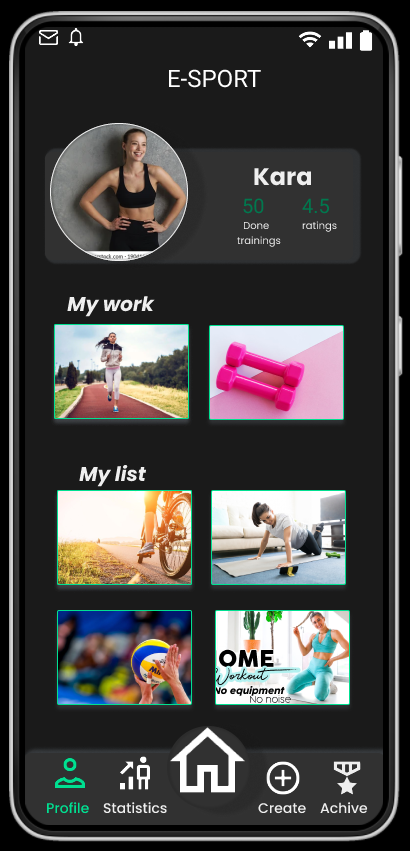 E-SPORT
Kara
50
4.5
Done
trainings
ratings
My work
My list
OME
Workout
No equipment
No noise
Profile
Statistics
Create
Achive